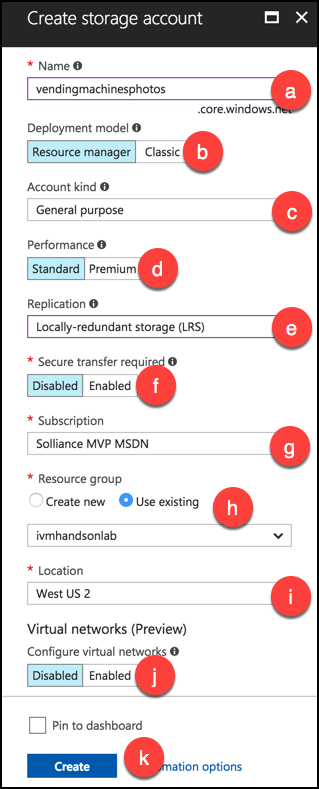 Create storage account
* Name
vendingmachinesphotos
a
.core.windows.net
Deployment model
Resource manager Classic
b
Account kind
General purpose
c
Performance
Standard Premium
d
Replication
Locally-redundant storage (LRS)
e
* Secure transfer required
Disabled Enabled
f
* Subscription
Solliance MVP MSDN
g
* Resource group
Create new Use existing
h
ivmhandsonlab
* Location
West US 2
i
Virtual networks (Preview)
Configure virtual networks
Disabled Enabled
j
Pin to dashboard
k
Create mation options